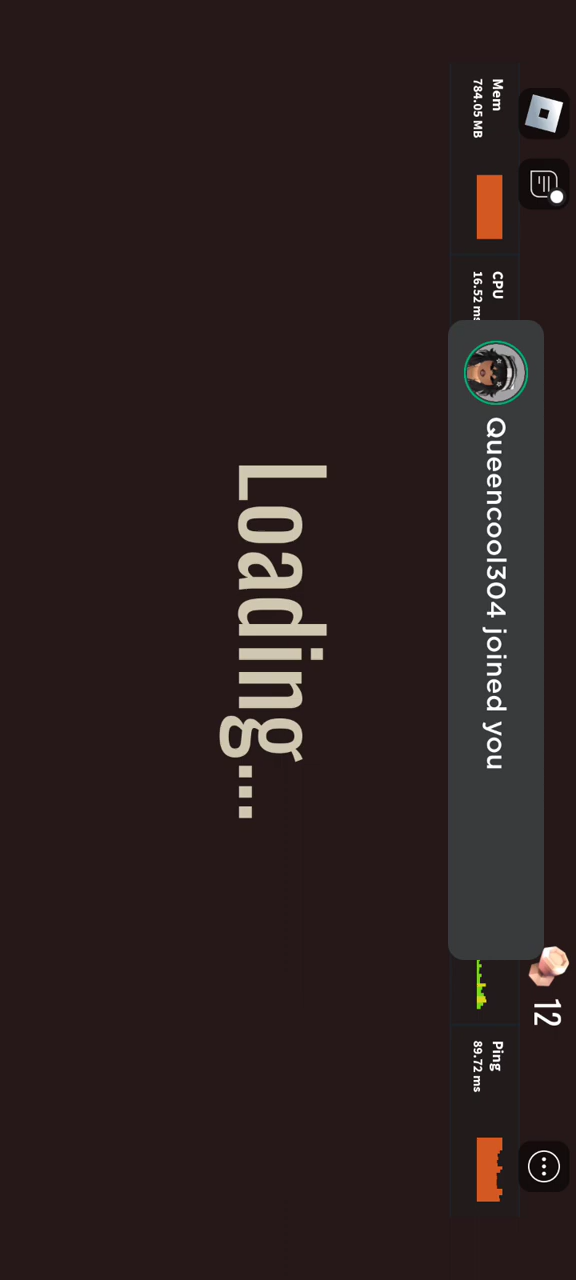 Mem
784.05 MB
CPU
16.52 ms
Queencool304 joined you
12
Ping
89.72 ms
Loading...